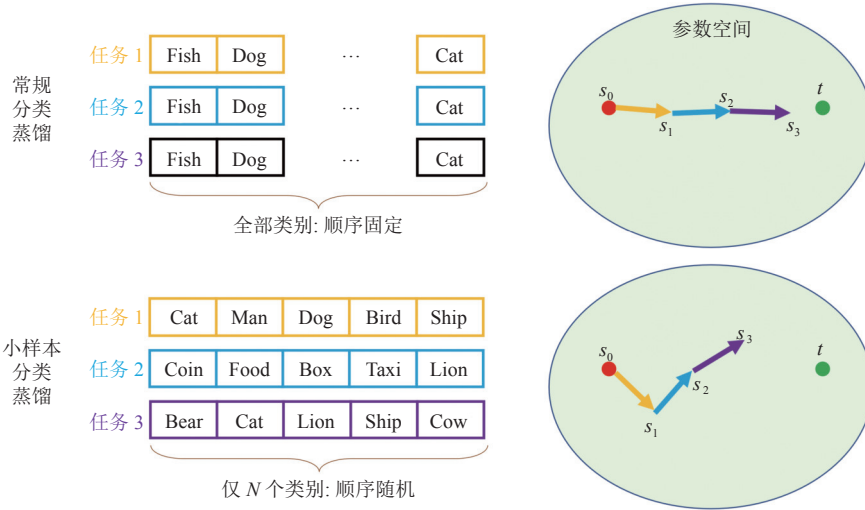 常规
分类
蒸馏
任务 1 Fish Dog ··· Cat
任务 2 Fish Dog ··· Cat
任务 3 Fish Dog ··· Cat
全部类别: 顺序固定
参数空间
s0
s1
s2
s3
t
小样本
分类
蒸馏
任务 1 Cat Man Dog Bird Ship
任务 2 Coin Food Box Taxi Lion
任务 3 Bear Cat Lion Ship Cow
仅 N 个类别: 顺序随机
s0
s1
s2
s3
t